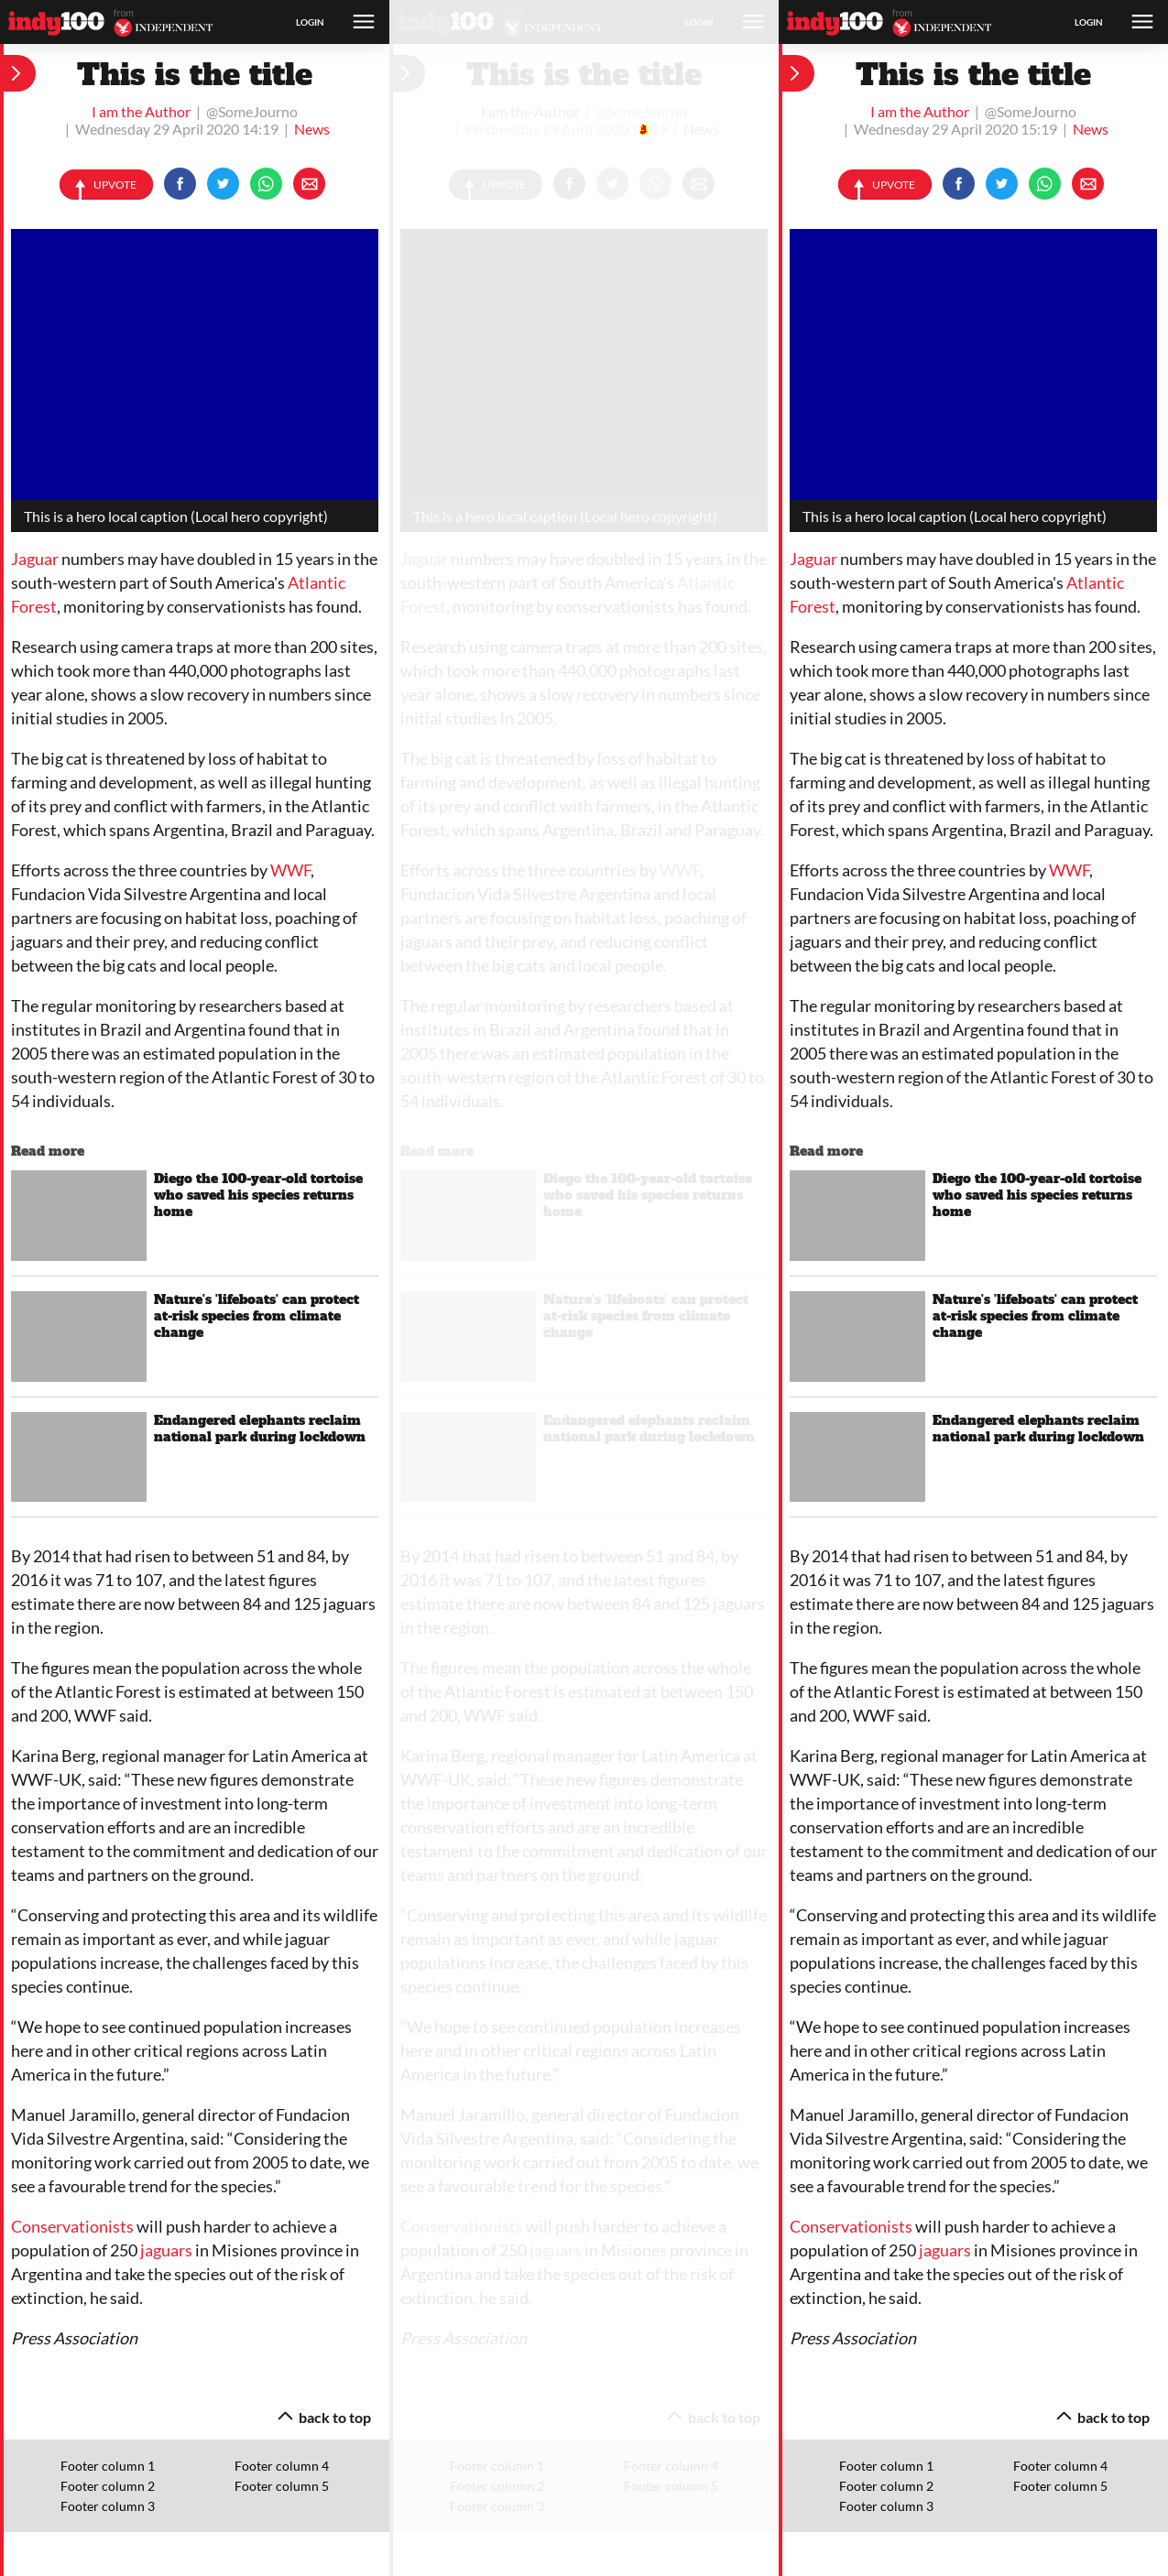 indy100 from INDEPENDENT LOGIN
This is the title
I am the Author | @SomeJourno
| Wednesday 29 April 2020 14:19 | News
UPVOTE
This is a hero local caption (Local hero copyright)
Jaguar numbers may have doubled in 15 years in the
south-western part of South America's Atlantic
Forest, monitoring by conservationists has found.
Research using camera traps at more than 200 sites,
which took more than 440,000 photographs last
year alone, shows a slow recovery in numbers since
initial studies in 2005.
The big cat is threatened by loss of habitat to
farming and development, as well as illegal hunting
of its prey and conflict with farmers, in the Atlantic
Forest, which spans Argentina, Brazil and Paraguay.
Efforts across the three countries by WWF,
Fundacion Vida Silvestre Argentina and local
partners are focusing on habitat loss, poaching of
jaguars and their prey, and reducing conflict
between the big cats and local people.
The regular monitoring by researchers based at
institutes in Brazil and Argentina found that in
2005 there was an estimated population in the
south-western region of the Atlantic Forest of 30 to
54 individuals.
Read more
Diego the 100-year-old tortoise
who saved his species returns
home
Nature's 'lifeboats' can protect
at-risk species from climate
change
Endangered elephants reclaim
national park during lockdown
By 2014 that had risen to between 51 and 84, by
2016 it was 71 to 107, and the latest figures
estimate there are now between 84 and 125 jaguars
in the region.
The figures mean the population across the whole
of the Atlantic Forest is estimated at between 150
and 200, WWF said.
Karina Berg, regional manager for Latin America at
WWF-UK, said: “These new figures demonstrate
the importance of investment into long-term
conservation efforts and are an incredible
testament to the commitment and dedication of our
teams and partners on the ground.
“Conserving and protecting this area and its wildlife
remain as important as ever, and while jaguar
populations increase, the challenges faced by this
species continue.
“We hope to see continued population increases
here and in other critical regions across Latin
America in the future.”
Manuel Jaramillo, general director of Fundacion
Vida Silvestre Argentina, said: “Considering the
monitoring work carried out from 2005 to date, we
see a favourable trend for the species.”
Conservationists will push harder to achieve a
population of 250 jaguars in Misiones province in
Argentina and take the species out of the risk of
extinction, he said.
Press Association
back to top
Footer column 1
Footer column 2
Footer column 3
Footer column 4
Footer column 5
indy100 from INDEPENDENT LOGIN
This is the title
I am the Author | @SomeJourno
| Wednesday 29 April 2020 | News
UPVOTE
This is a hero local caption (Local hero copyright)
Jaguar numbers may have doubled in 15 years in the
south-western part of South America's Atlantic
Forest, monitoring by conservationists has found.
Research using camera traps at more than 200 sites,
which took more than 440,000 photographs last
year alone, shows a slow recovery in numbers since
initial studies in 2005.
The big cat is threatened by loss of habitat to
farming and development, as well as illegal hunting
of its prey and conflict with farmers, in the Atlantic
Forest, which spans Argentina, Brazil and Paraguay.
Efforts across the three countries by WWF,
Fundacion Vida Silvestre Argentina and local
partners are focusing on habitat loss, poaching of
jaguars and their prey, and reducing conflict
between the big cats and local people.
The regular monitoring by researchers based at
institutes in Brazil and Argentina found that in
2005 there was an estimated population in the
south-western region of the Atlantic Forest of 30 to
54 individuals.
Read more
Diego the 100-year-old tortoise
who saved his species returns
home
Nature's 'lifeboats' can protect
at-risk species from climate
change
Endangered elephants reclaim
national park during lockdown
By 2014 that had risen to between 51 and 84, by
2016 it was 71 to 107, and the latest figures
estimate there are now between 84 and 125 jaguars
in the region.
The figures mean the population across the whole
of the Atlantic Forest is estimated at between 150
and 200, WWF said.
Karina Berg, regional manager for Latin America at
WWF-UK, said: “These new figures demonstrate
the importance of investment into long-term
conservation efforts and are an incredible
testament to the commitment and dedication of our
teams and partners on the ground.
“Conserving and protecting this area and its wildlife
remain as important as ever, and while jaguar
populations increase, the challenges faced by this
species continue.
“We hope to see continued population increases
here and in other critical regions across Latin
America in the future.”
Manuel Jaramillo, general director of Fundacion
Vida Silvestre Argentina, said: “Considering the
monitoring work carried out from 2005 to date, we
see a favourable trend for the species.”
Conservationists will push harder to achieve a
population of 250 jaguars in Misiones province in
Argentina and take the species out of the risk of
extinction, he said.
Press Association
back to top
Footer column 1
Footer column 2
Footer column 3
Footer column 4
Footer column 5
indy100 from INDEPENDENT LOGIN
This is the title
I am the Author | @SomeJourno
| Wednesday 29 April 2020 15:19 | News
UPVOTE
This is a hero local caption (Local hero copyright)
Jaguar numbers may have doubled in 15 years in the
south-western part of South America's Atlantic
Forest, monitoring by conservationists has found.
Research using camera traps at more than 200 sites,
which took more than 440,000 photographs last
year alone, shows a slow recovery in numbers since
initial studies in 2005.
The big cat is threatened by loss of habitat to
farming and development, as well as illegal hunting
of its prey and conflict with farmers, in the Atlantic
Forest, which spans Argentina, Brazil and Paraguay.
Efforts across the three countries by WWF,
Fundacion Vida Silvestre Argentina and local
partners are focusing on habitat loss, poaching of
jaguars and their prey, and reducing conflict
between the big cats and local people.
The regular monitoring by researchers based at
institutes in Brazil and Argentina found that in
2005 there was an estimated population in the
south-western region of the Atlantic Forest of 30 to
54 individuals.
Read more
Diego the 100-year-old tortoise
who saved his species returns
home
Nature's 'lifeboats' can protect
at-risk species from climate
change
Endangered elephants reclaim
national park during lockdown
By 2014 that had risen to between 51 and 84, by
2016 it was 71 to 107, and the latest figures
estimate there are now between 84 and 125 jaguars
in the region.
The figures mean the population across the whole
of the Atlantic Forest is estimated at between 150
and 200, WWF said.
Karina Berg, regional manager for Latin America at
WWF-UK, said: “These new figures demonstrate
the importance of investment into long-term
conservation efforts and are an incredible
testament to the commitment and dedication of our
teams and partners on the ground.
“Conserving and protecting this area and its wildlife
remain as important as ever, and while jaguar
populations increase, the challenges faced by this
species continue.
“We hope to see continued population increases
here and in other critical regions across Latin
America in the future.”
Manuel Jaramillo, general director of Fundacion
Vida Silvestre Argentina, said: “Considering the
monitoring work carried out from 2005 to date, we
see a favourable trend for the species.”
Conservationists will push harder to achieve a
population of 250 jaguars in Misiones province in
Argentina and take the species out of the risk of
extinction, he said.
Press Association
back to top
Footer column 1
Footer column 2
Footer column 3
Footer column 4
Footer column 5